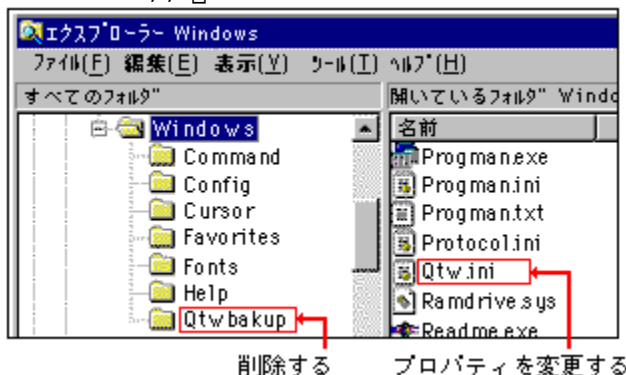 エクスプローラー Windows
ファイル(F) 編集(E) 表示(V) ツール(T) ヘルプ(H)
すべてのフォルダ
開いているフォルダ Windo
Windows
Command
Config
Cursor
Favorites
Fonts
Help
Qtwbakup
名前
Progman.exe
Progman.ini
Progman.txt
Protocol.ini
Qtw.ini
Ramdrive.sys
Readme.exe
削除する
プロパティを変更する